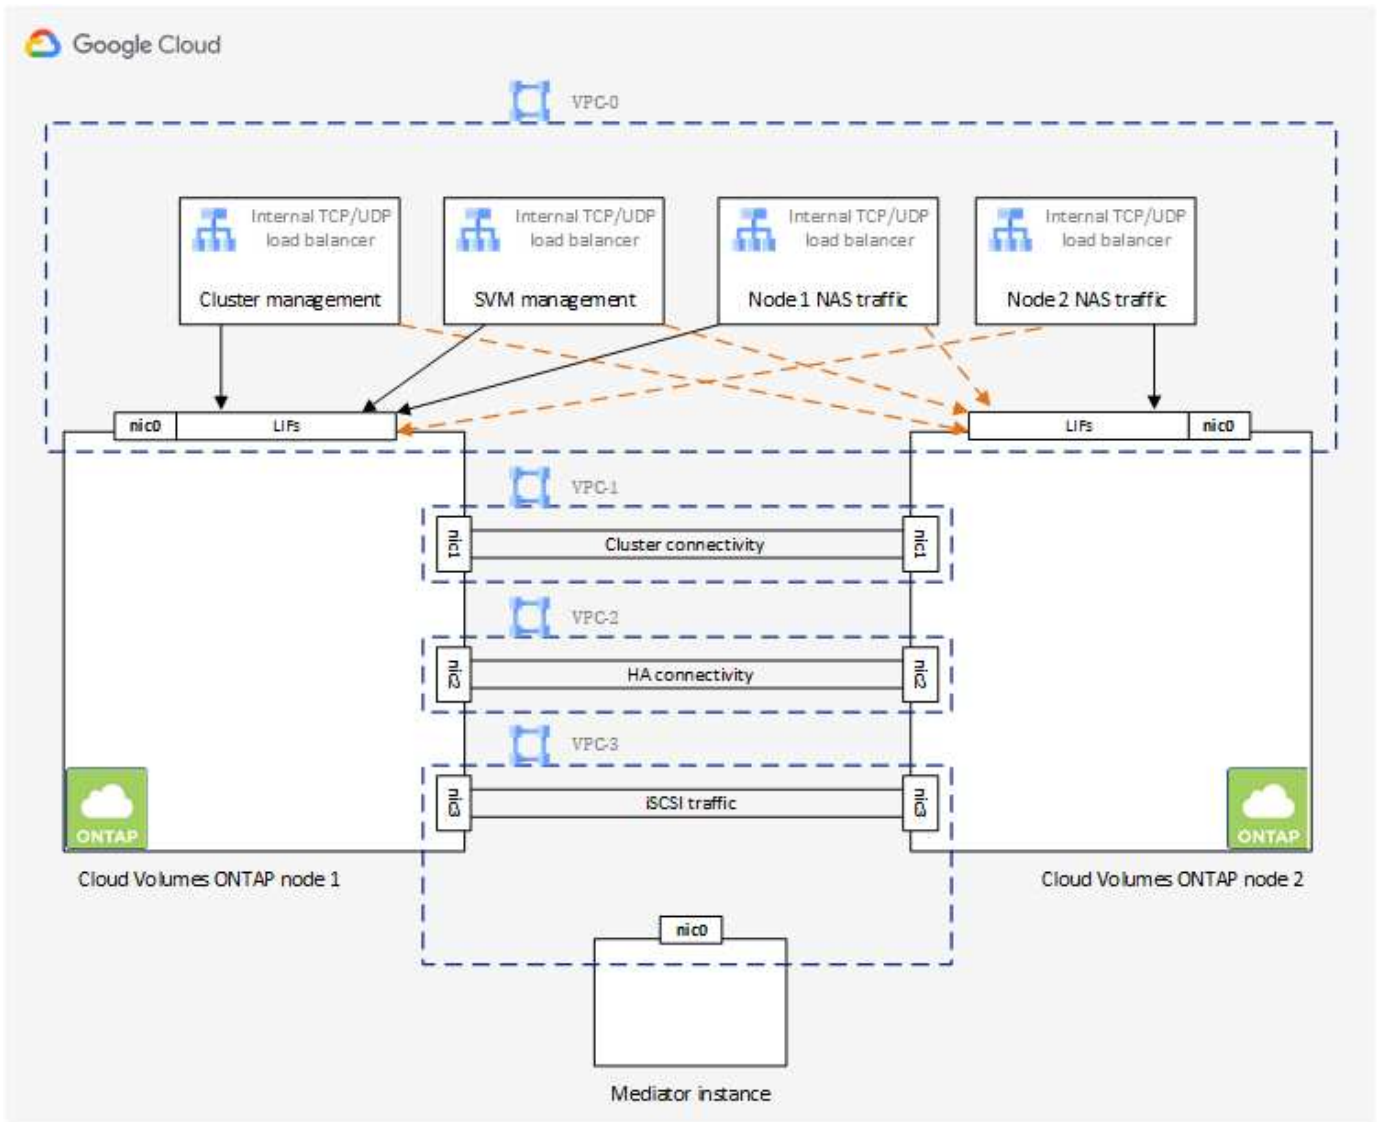 Google Cloud
VPC-0
Internal TCP/UDP
load balancer
Cluster management
Internal TCP/UDP
load balancer
SVM management
Internal TCP/UDP
load balancer
Node 1 NAS traffic
Internal TCP/UDP
load balancer
Node 2 NAS traffic
nic0
LIFs
LIFs
nic0
VPC-1
nic1
Cluster connectivity
nic1
VPC-2
nic2
HA connectivity
nic2
VPC-3
nic3
iSCSI traffic
nic3
ONTAP
ONTAP
Cloud Volumes ONTAP node 1
Cloud Volumes ONTAP node 2
nic0
Mediator instance